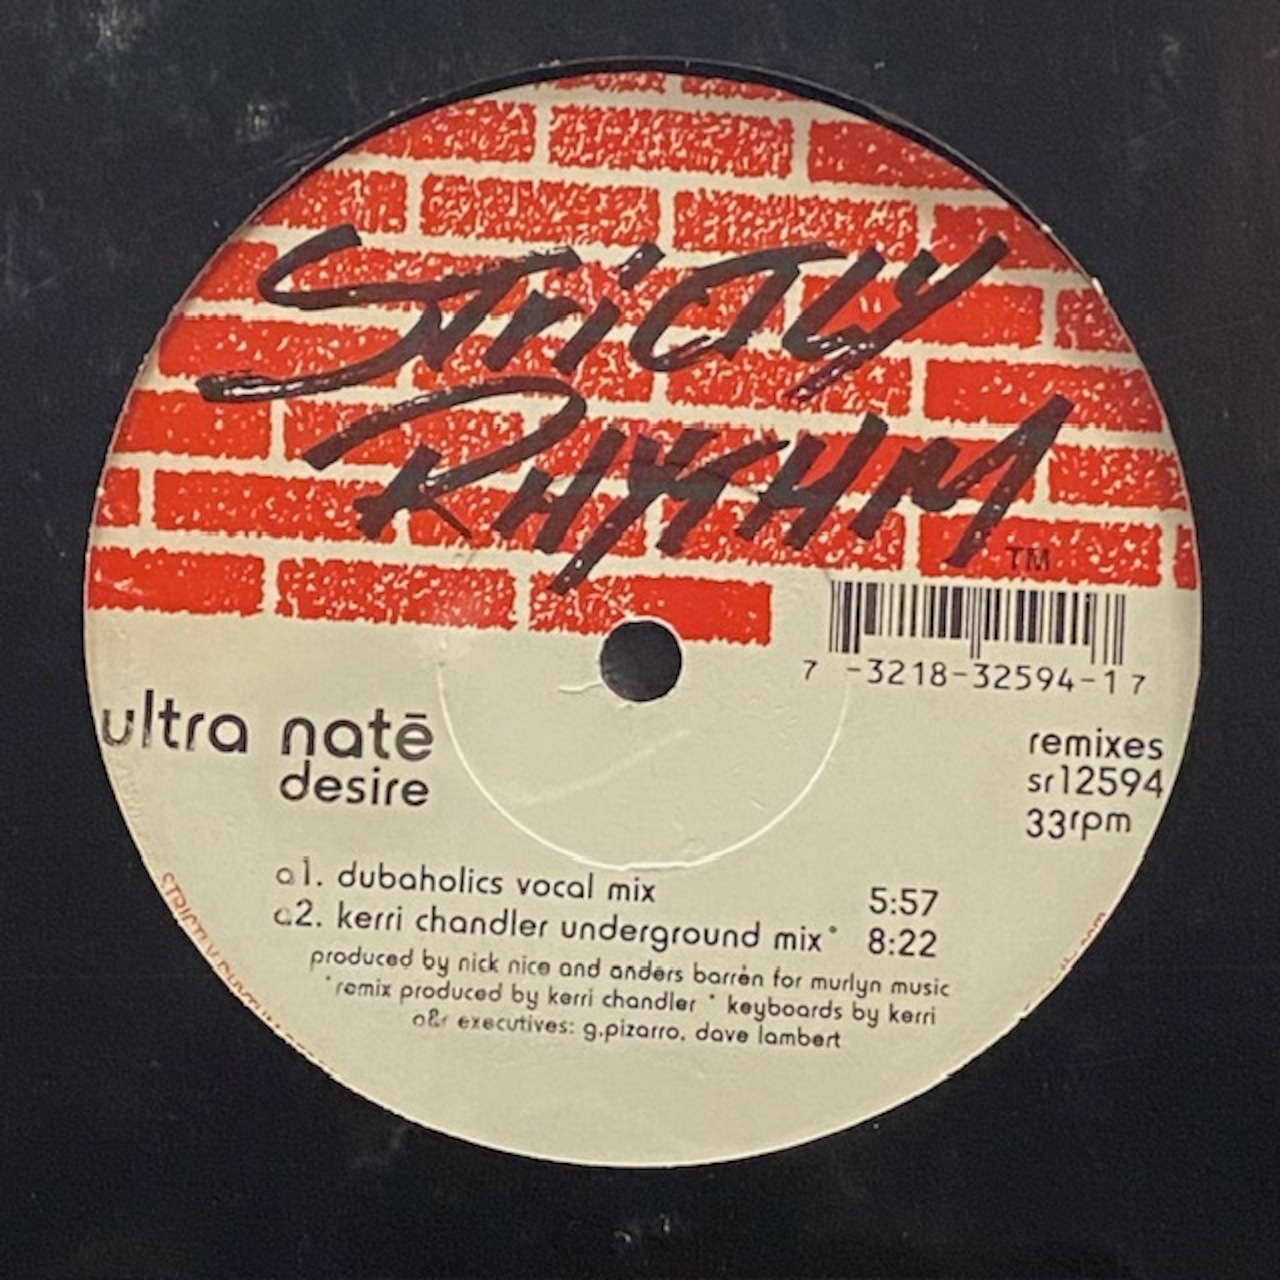 Strictly
Rhythm
TM
7 -3218-32594-1 7
ultra natē
desire
remixes
sr12594
33rpm
a1. dubaholics vocal mix 5:57
a2. kerri chandler underground mix* 8:22
produced by nick nice and anders barrén for murlyn music
*remix produced by kerri chandler * keyboards by kerri
a&r executives: g.pizarro, dave lambert
STRICTLY RHYTHM